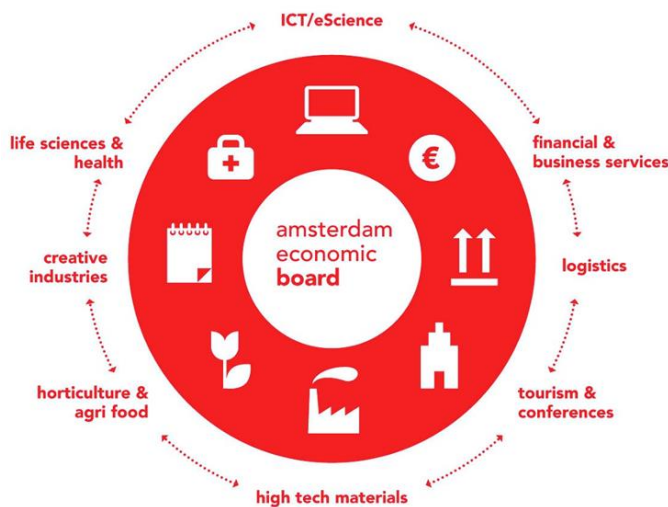 ICT/eScience
life sciences &
health
financial &
business services
€
amsterdam
economic
board
creative
industries
logistics
horticulture &
agri food
tourism &
conferences
high tech materials